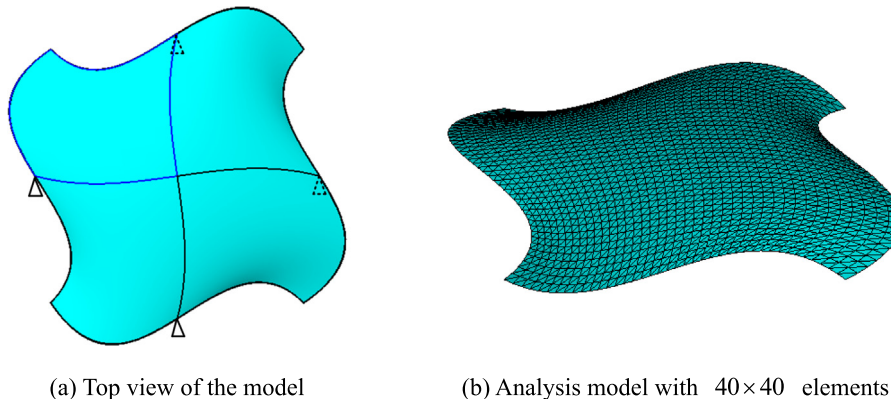 (a) Top view of the model
(b) Analysis model with 40×40 elements